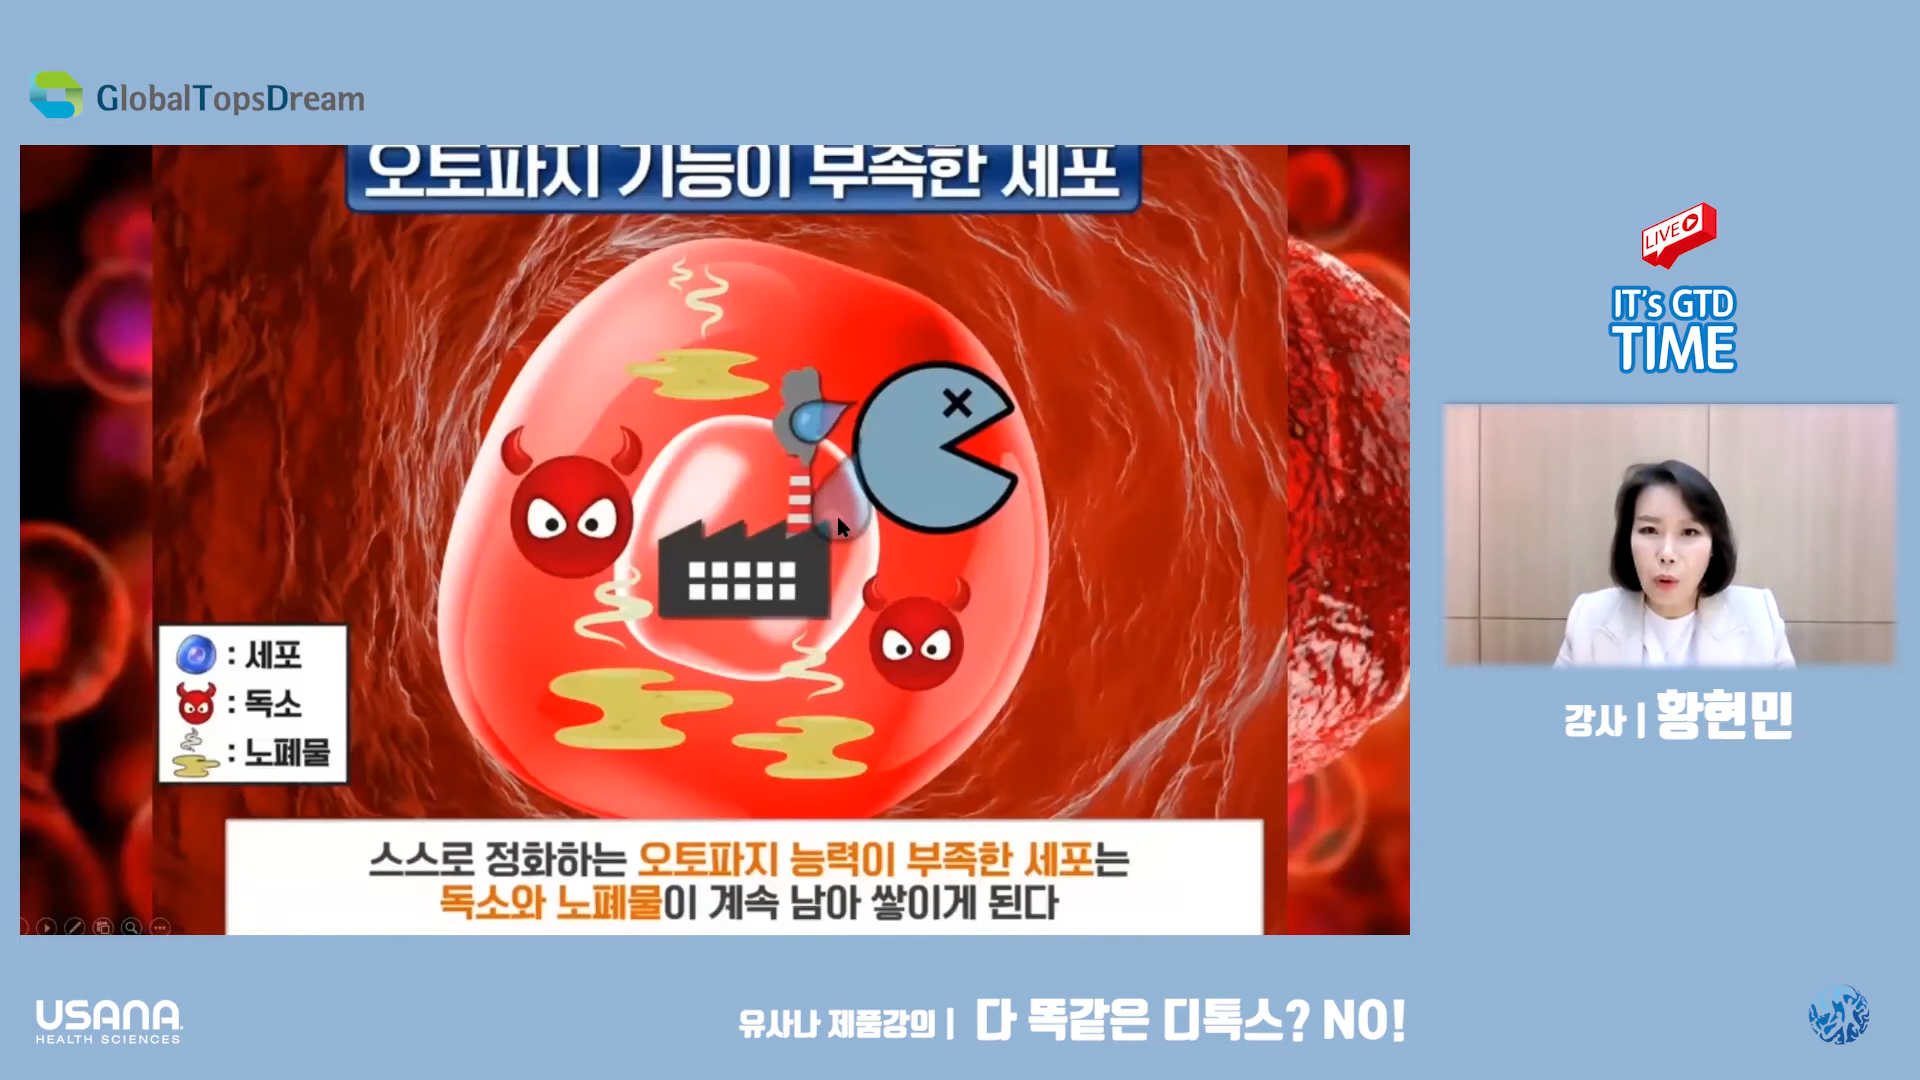 GlobalTopsDream
오토파지 기능이 부족한 세포
: 세포
: 독소
: 노폐물
스스로 정화하는 오토파지 능력이 부족한 세포는
독소와 노폐물이 계속 남아 쌓이게 된다
LIVE
IT's GTD
TIME
강사 | 황현민
USANA
HEALTH SCIENCES
유사나 제품강의 | 다 똑같은 디톡스? NO!